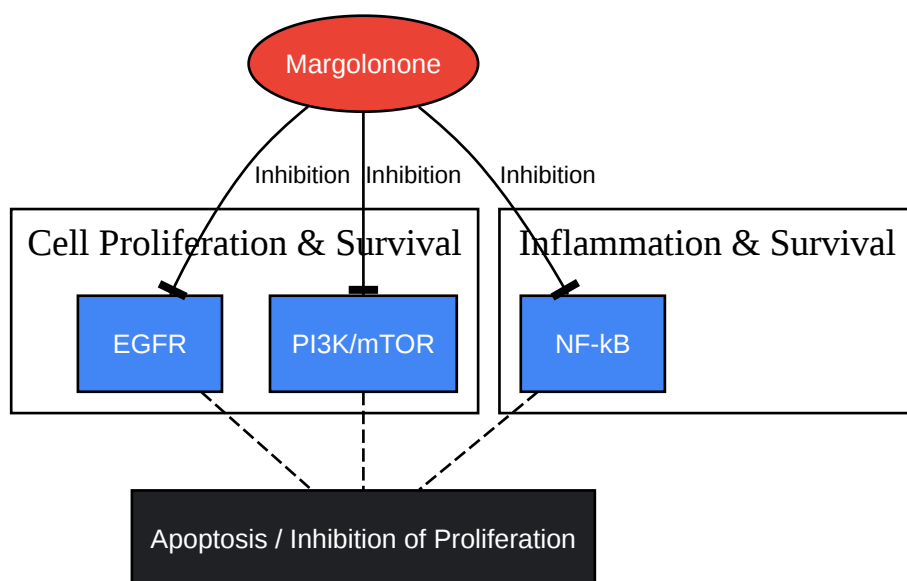 Margolonone
Inhibition
Inhibition
Inhibition
Cell Proliferation & Survival
Inflammation & Survival
EGFR
PI3K/mTOR
NF-kB
Apoptosis / Inhibition of Proliferation